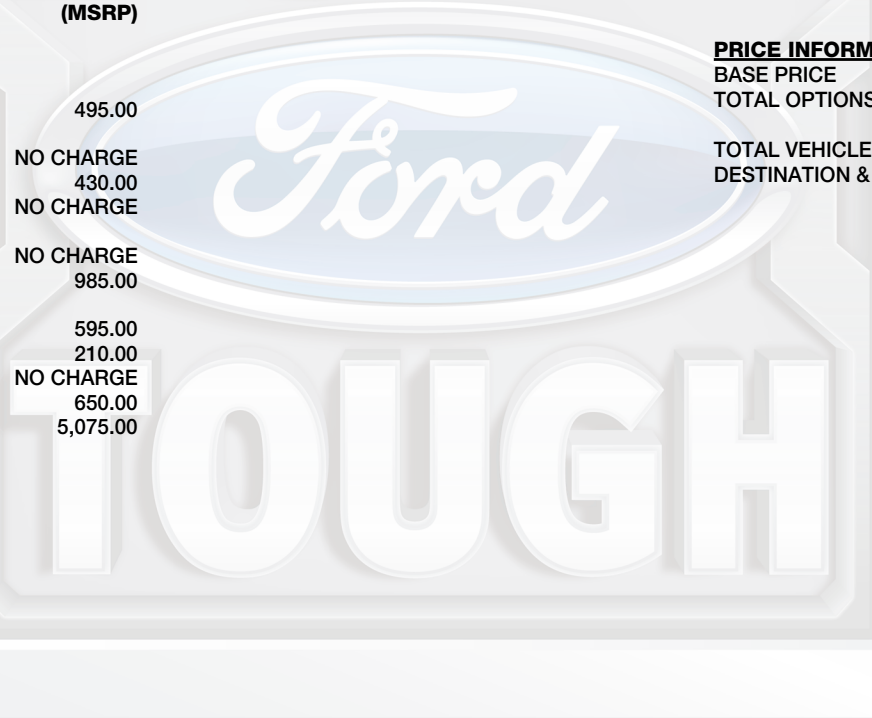 (MSRP)
495.00
NO CHARGE
430.00
NO CHARGE
NO CHARGE
985.00
595.00
210.00
NO CHARGE
650.00
5,075.00
PRICE INFORM
BASE PRICE
TOTAL OPTIONS
TOTAL VEHICLE
DESTINATION &
Ford
TOUGH